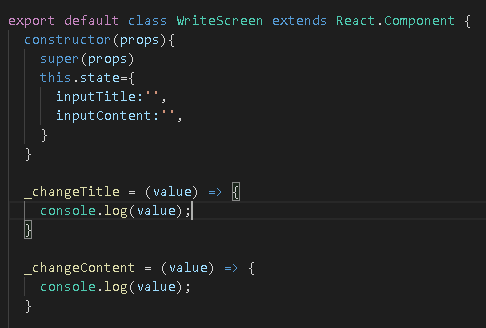 export default class WriteScreen extends React.Component {
constructor(props){
super(props)
this.state={
inputTitle:'',
inputContent:'',
}
}
_changeTitle = (value) => {
console.log(value);
}
_changeContent = (value) => {
console.log(value);
}